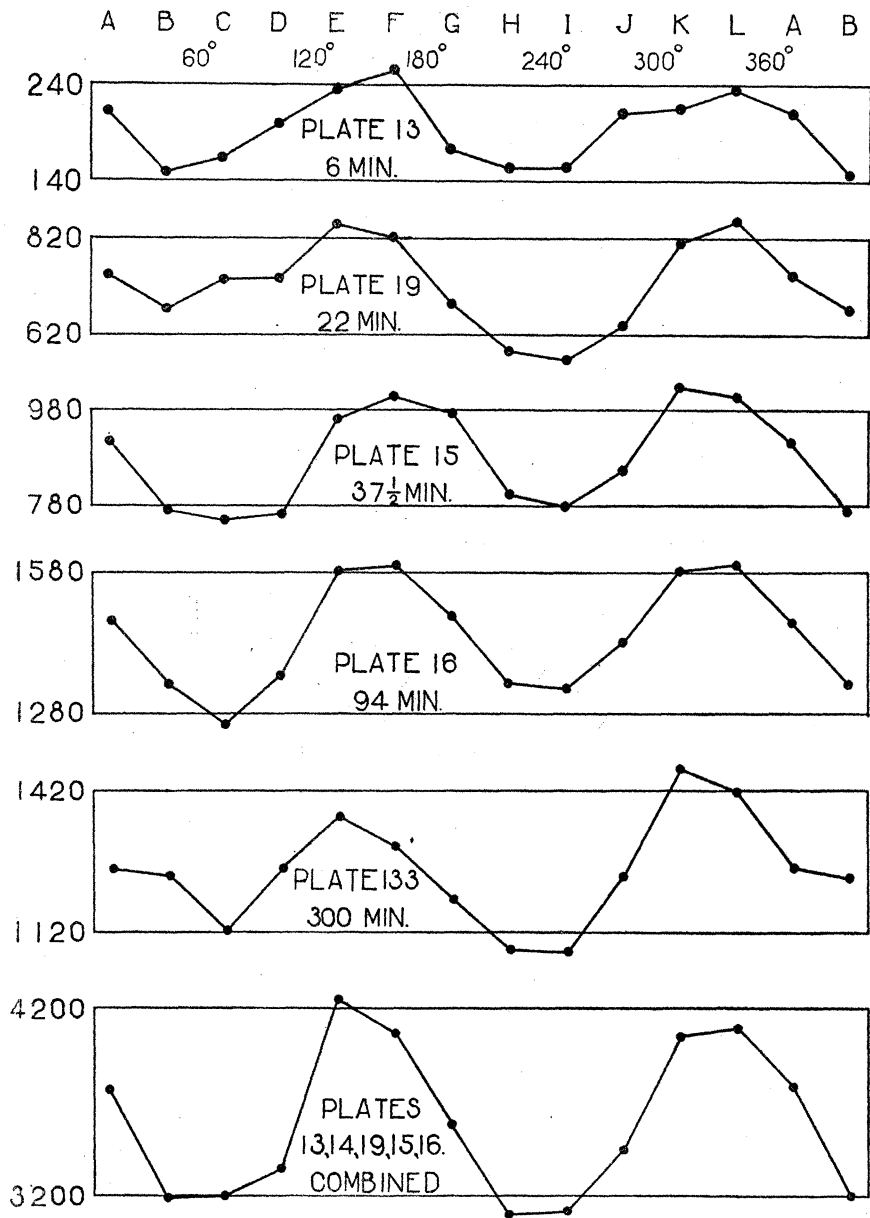 A B C D E F G H I J K L A B
60° 120° 180° 240° 300° 360°
240
PLATE 13
6 MIN.
140
820
PLATE 19
620
22 MIN.
980
PLATE 15
37½ MIN.
780
1580
PLATE 16
94 MIN.
1280
1420
PLATE 133
300 MIN.
1120
4200
PLATES
13,14,19,15,16.
COMBINED
3200